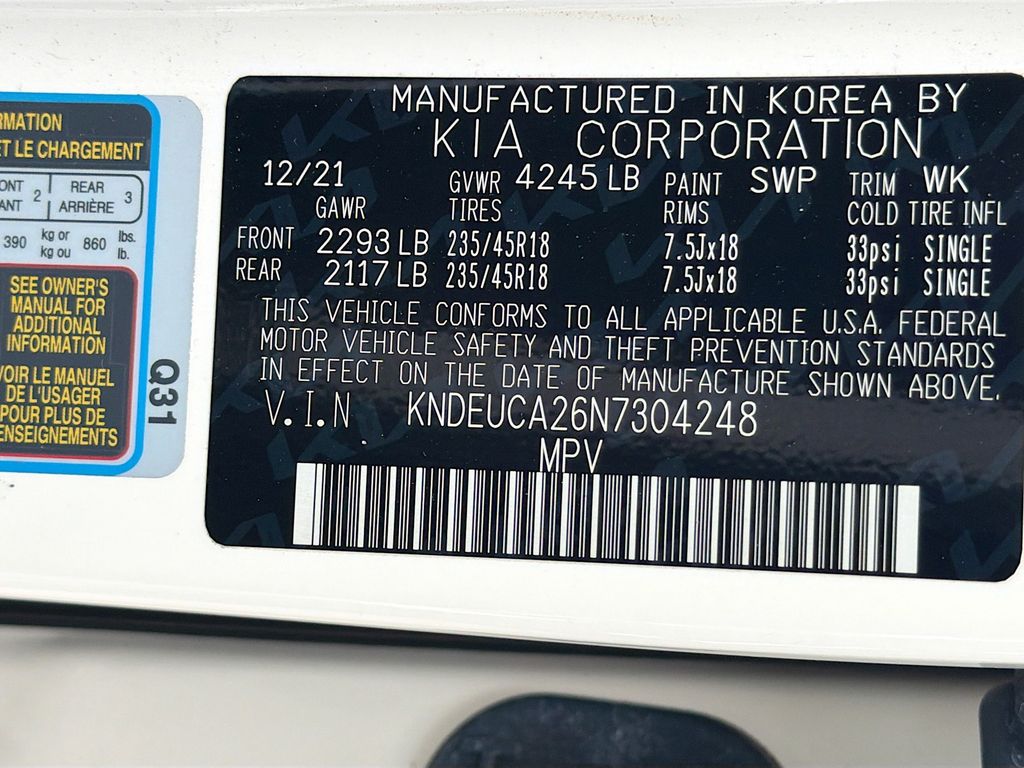 RMATION
ET LE CHARGEMENT
ONT 2 REAR 3
ANT ARRIÈRE
390 kg or 860 lbs.
kg ou lb.
SEE OWNER'S
MANUAL FOR
ADDITIONAL
INFORMATION
VOIR LE MANUEL
DE L'USAGER
POUR PLUS DE
ENSEIGNEMENTS
Q31
MANUFACTURED IN KOREA BY
KIA CORPORATION
12/21 GVWR 4245 LB PAINT SWP TRIM WK
GAWR TIRES RIMS COLD TIRE INFL
FRONT 2293 LB 235/45R18 7.5Jx18 33psi SINGLE
REAR 2117 LB 235/45R18 7.5Jx18 33psi SINGLE
THIS VEHICLE CONFORMS TO ALL APPLICABLE U.S.A. FEDERAL
MOTOR VEHICLE SAFETY AND THEFT PREVENTION STANDARDS
IN EFFECT ON THE DATE OF MANUFACTURE SHOWN ABOVE.
V.I.N KNDEUCA26N7304248
MPV